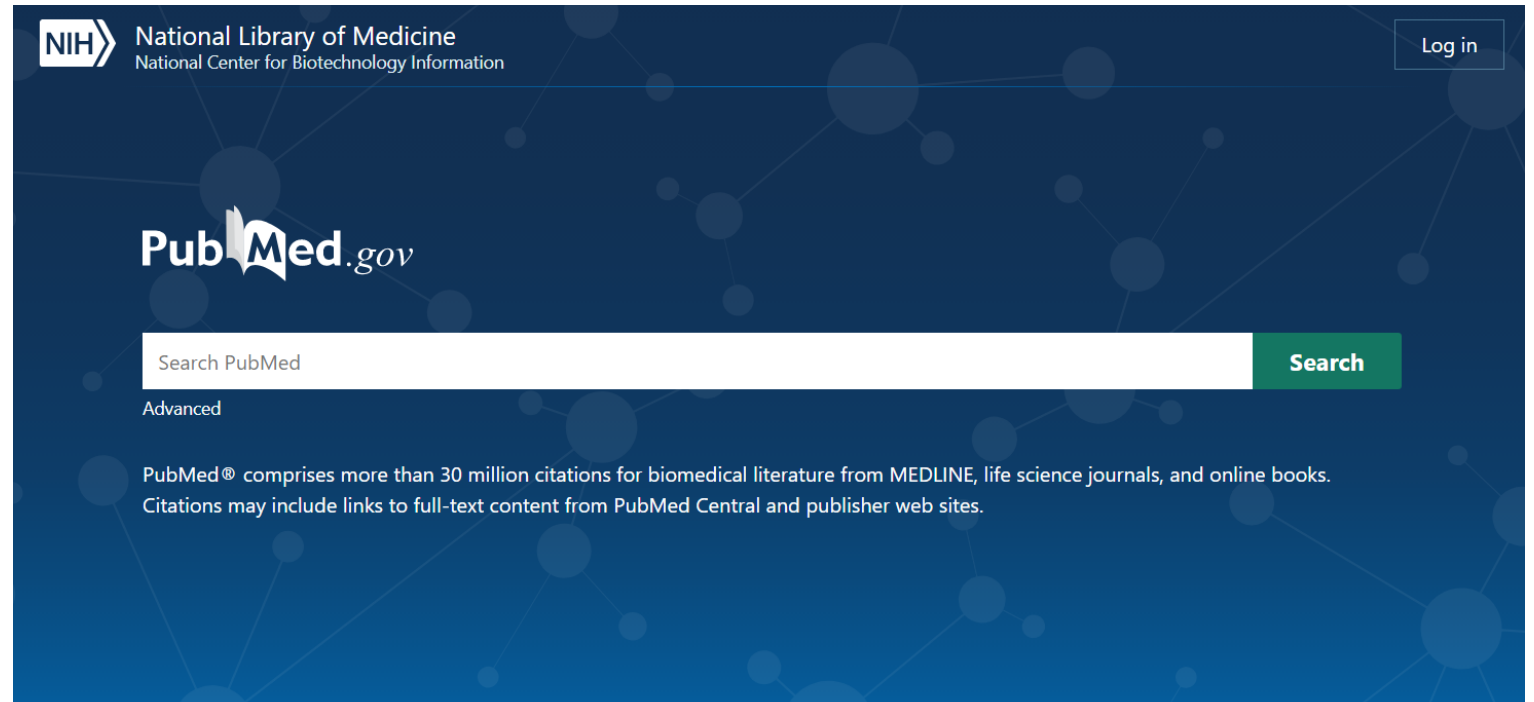 NIH
National Library of Medicine
National Center for Biotechnology Information
Log in
PubMed.gov
Search PubMed
Search
Advanced
PubMed® comprises more than 30 million citations for biomedical literature from MEDLINE, life science journals, and online books.
Citations may include links to full-text content from PubMed Central and publisher web sites.